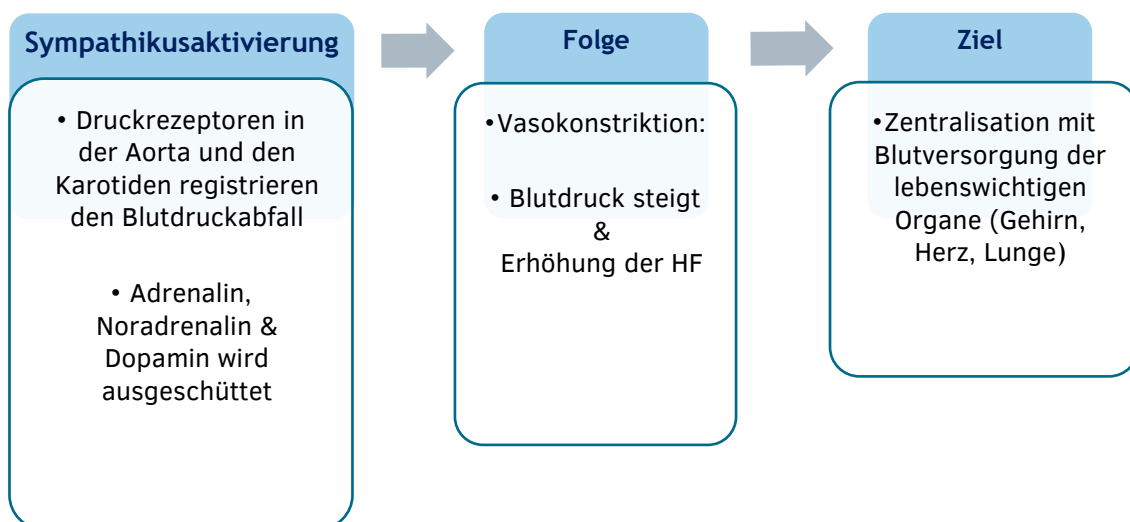 Sympathikusaktivierung
• Druckrezeptoren in
der Aorta und den
Karotiden registrieren
den Blutdruckabfall
• Adrenalin,
Noradrenalin &
Dopamin wird
ausgeschüttet
Folge
•Vasokonstriktion:
• Blutdruck steigt
&
Erhöhung der HF
Ziel
•Zentralisation mit
Blutversorgung der
lebenswichtigen
Organe (Gehirn,
Herz, Lunge)